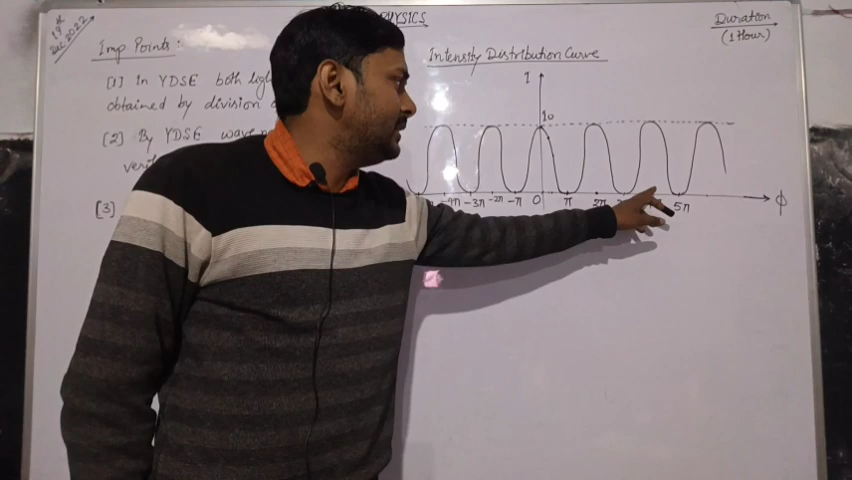 19th
Dec 2022
PHYSICS
Duration
(1 Hour)
Imp Points :
[1] In YDSE both
obtained by division
[2] By YDSE
[3]
Intensity Distribution Curve
I
I0
-4π -3π -2π -π 0 π 2π 5π
ϕ